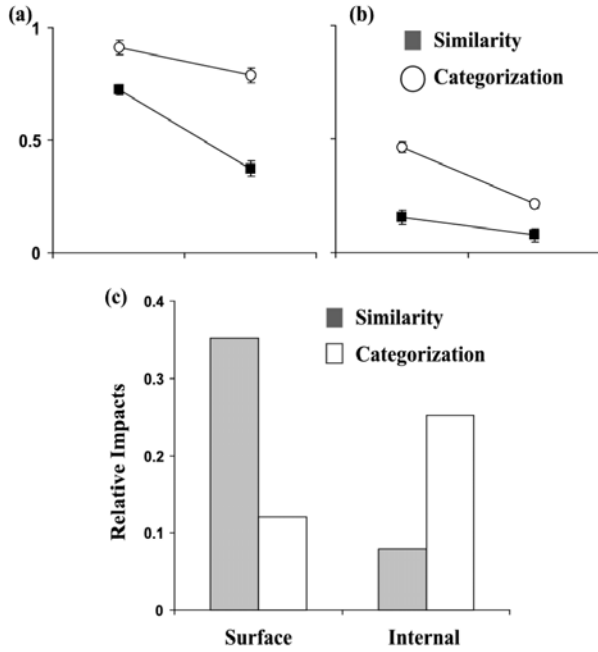 (a)
1
0.5
0
(b)
Similarity
Categorization
(c)
0.4
0.3
0.2
0.1
0
Relative Impacts
Similarity
Categorization
Surface Internal